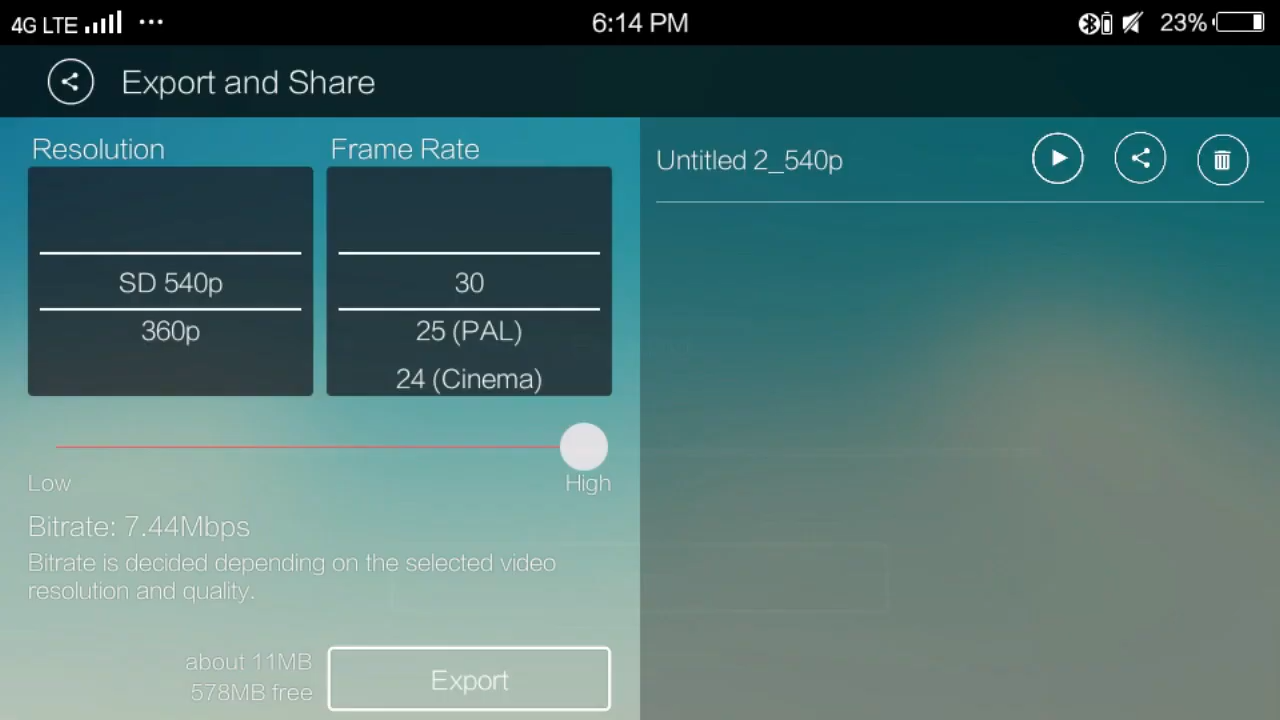 4G LTE
6:14 PM
23%
Export and Share
Resolution
Frame Rate
SD 540p
360p
30
25 (PAL)
24 (Cinema)
Low
High
Bitrate: 7.44Mbps
Bitrate is decided depending on the selected video
resolution and quality.
about 11MB
578MB free
Export
Untitled 2_540p